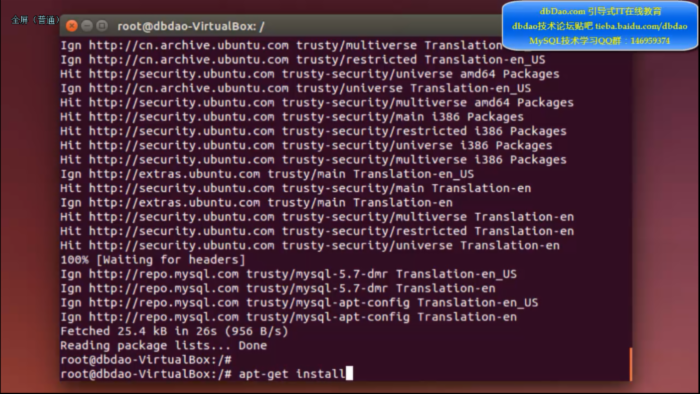 全屏（普通）
dbDao.com 引导式IT在线教育
dbdao技术论坛贴吧 tieba.baidu.com/dbdao
MySQL技术学习QQ群：146959374
root@dbdao-VirtualBox: /
Ign http://cn.archive.ubuntu.com trusty/multiverse Translation-
Ign http://cn.archive.ubuntu.com trusty/restricted Translation-en_US
Hit http://security.ubuntu.com trusty-security/universe amd64 Packages
Ign http://cn.archive.ubuntu.com trusty/universe Translation-en_US
Hit http://security.ubuntu.com trusty-security/multiverse amd64 Packages
Hit http://security.ubuntu.com trusty-security/main i386 Packages
Hit http://security.ubuntu.com trusty-security/restricted i386 Packages
Hit http://security.ubuntu.com trusty-security/universe i386 Packages
Hit http://security.ubuntu.com trusty-security/multiverse i386 Packages
Ign http://extras.ubuntu.com trusty/main Translation-en_US
Hit http://security.ubuntu.com trusty-security/main Translation-en
Ign http://extras.ubuntu.com trusty/main Translation-en
Hit http://security.ubuntu.com trusty-security/multiverse Translation-en
Hit http://security.ubuntu.com trusty-security/restricted Translation-en
Hit http://security.ubuntu.com trusty-security/universe Translation-en
100% [Waiting for headers]
Ign http://repo.mysql.com trusty/mysql-5.7-dmr Translation-en_US
Ign http://repo.mysql.com trusty/mysql-5.7-dmr Translation-en
Ign http://repo.mysql.com trusty/mysql-apt-config Translation-en_US
Ign http://repo.mysql.com trusty/mysql-apt-config Translation-en
Fetched 25.4 kB in 26s (956 B/s)
Reading package lists... Done
root@dbdao-VirtualBox:/#
root@dbdao-VirtualBox:/# apt-get install